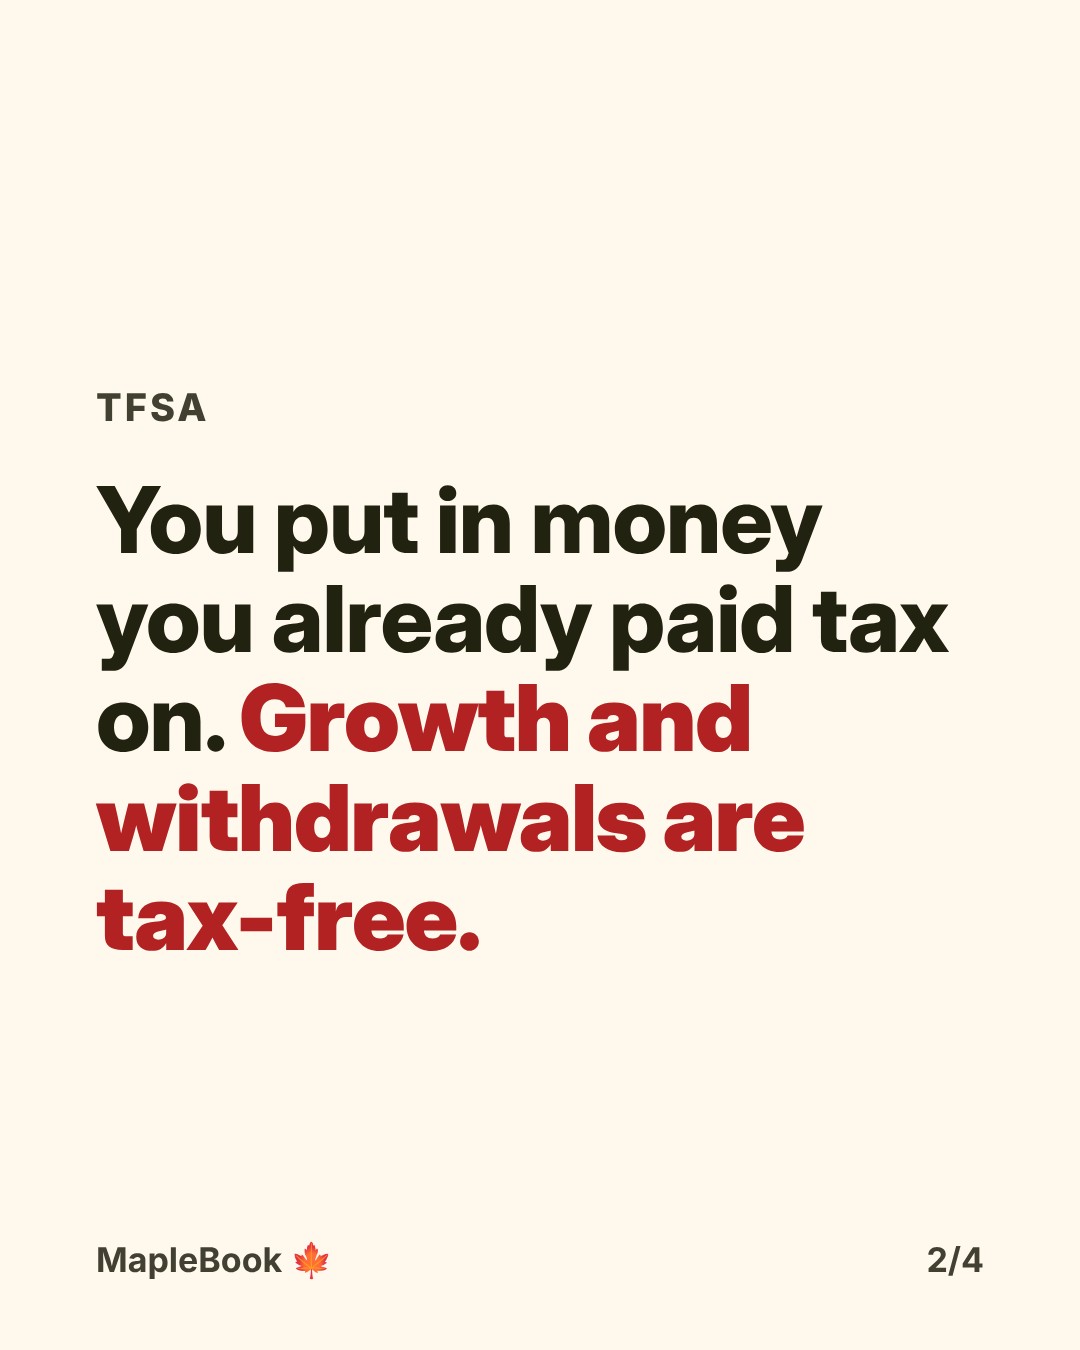 TFSA
You put in money
you already paid tax
on. Growth and
withdrawals are
tax-free.
MapleBook 🍁
2/4